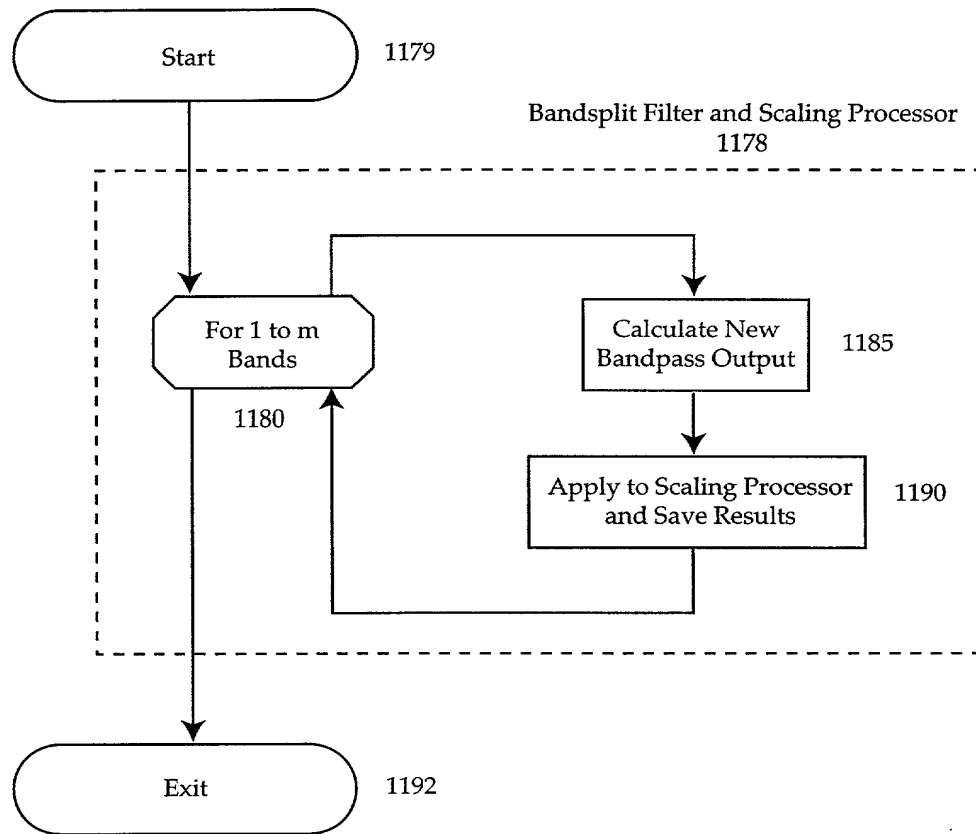 Start
1179
Bandsplit Filter and Scaling Processor
1178
For 1 to m
Bands
1180
Calculate New
Bandpass Output
1185
Apply to Scaling Processor
and Save Results
1190
Exit
1192